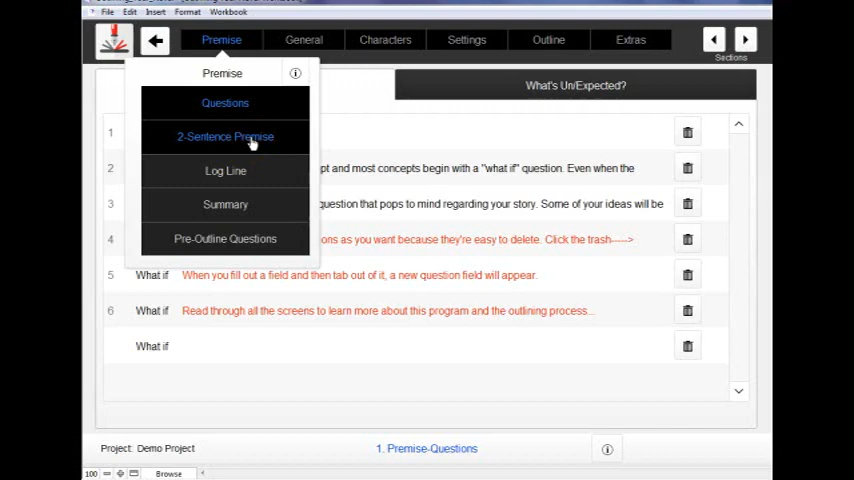 File Edit Insert Format Workbook
Premise General Characters Settings Outline Extras
Sections
Premise
What's Un/Expected?
Questions
1
2-Sentence Premise
2 pt and most concepts begin with a "what if" question. Even when the
Log Line
3 question that pops to mind regarding your story. Some of your ideas will be
Summary
4 ons as you want because they're easy to delete. Click the trash---->
Pre-Outline Questions
5 What if When you fill out a field and then tab out of it, a new question field will appear.
6 What if Read through all the screens to learn more about this program and the outlining process...
What if
Project: Demo Project 1. Premise-Questions
100 Browse